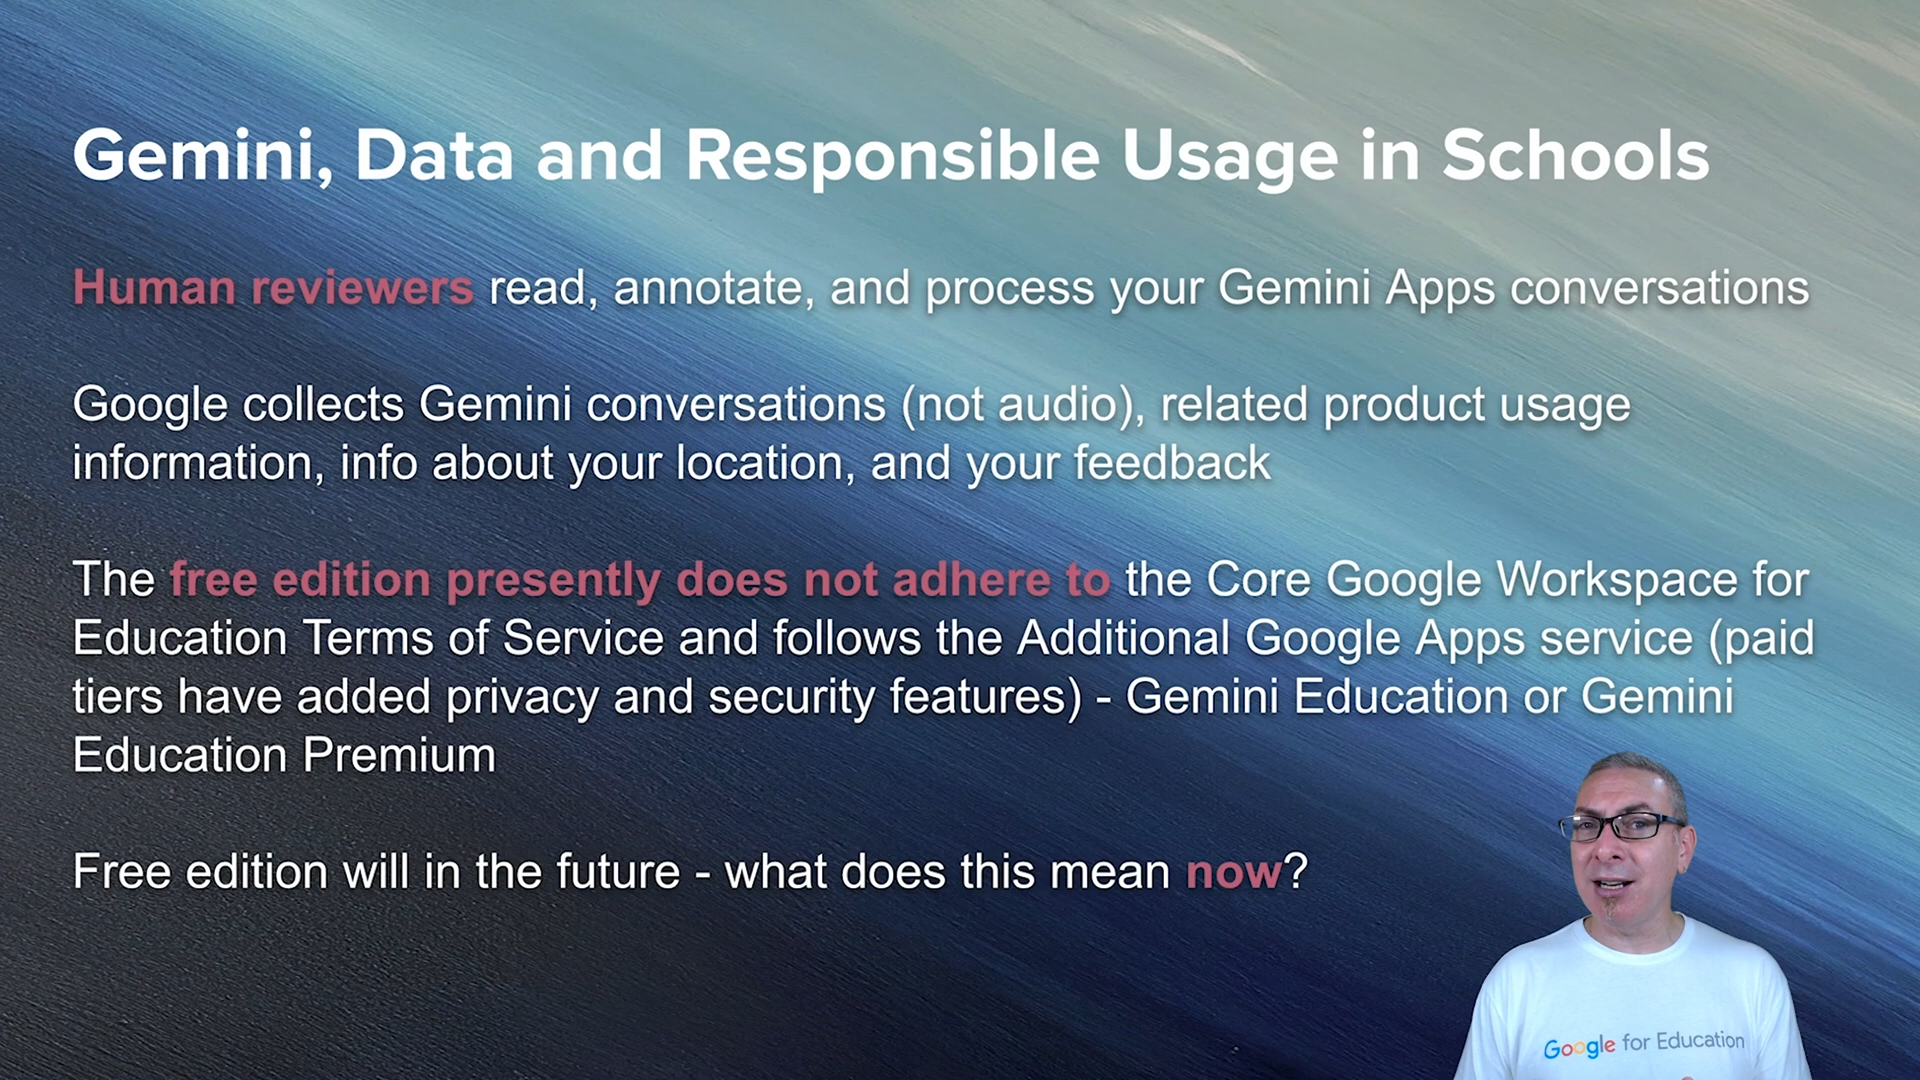 Gemini, Data and Responsible Usage in Schools
Human reviewers read, annotate, and process your Gemini Apps conversations
Google collects Gemini conversations (not audio), related product usage
information, info about your location, and your feedback
The free edition presently does not adhere to the Core Google Workspace for
Education Terms of Service and follows the Additional Google Apps service (paid
tiers have added privacy and security features) - Gemini Education or Gemini
Education Premium
Free edition will in the future - what does this mean now?
Google for Education